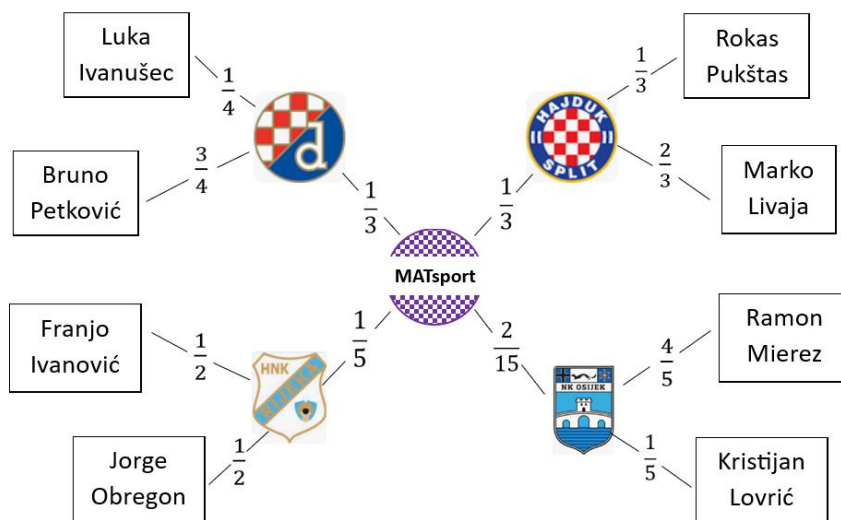 Luka
Ivanušec
1/4
Bruno
Petković
3/4
1/3
HAJDUK
SPLIT
1/3
Rokas
Pukštas
2/3
Marko
Livaja
1/3
d
MATsport
Franjo
Ivanović
1/2
1/5
HNK
RIJEKA
Jorge
Obregon
1/2
2/15
NK OSIJEK
Ramon
Mierez
4/5
1/5
Kristijan
Lovrić